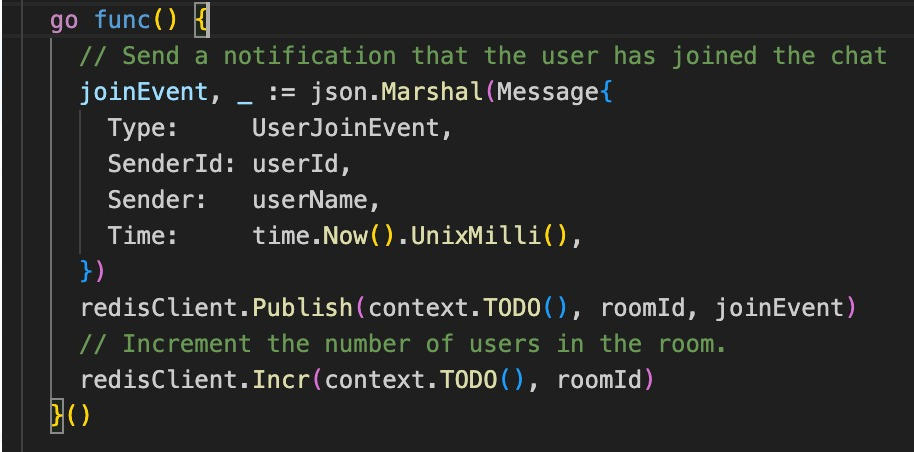 go func() {
  // Send a notification that the user has joined the chat
  joinEvent, _ := json.Marshal(Message{
    Type:     UserJoinEvent,
    SenderId: userId,
    Sender:   userName,
    Time:     time.Now().UnixMilli(),
  })
  redisClient.Publish(context.TODO(), roomId, joinEvent)
  // Increment the number of users in the room.
  redisClient.Incr(context.TODO(), roomId)
}()